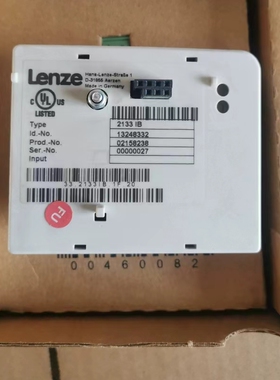 Lenze
Hans-Lenze-Straße 1
D-31855 Aerzen
Made in Germany
C UL US
LISTED
Type 2133 IB
Id.-No. 13248332
Prod.-No. 02158238
Ser.-No. 00000027
Input
33.2133IB 1F 20
FU
00460082